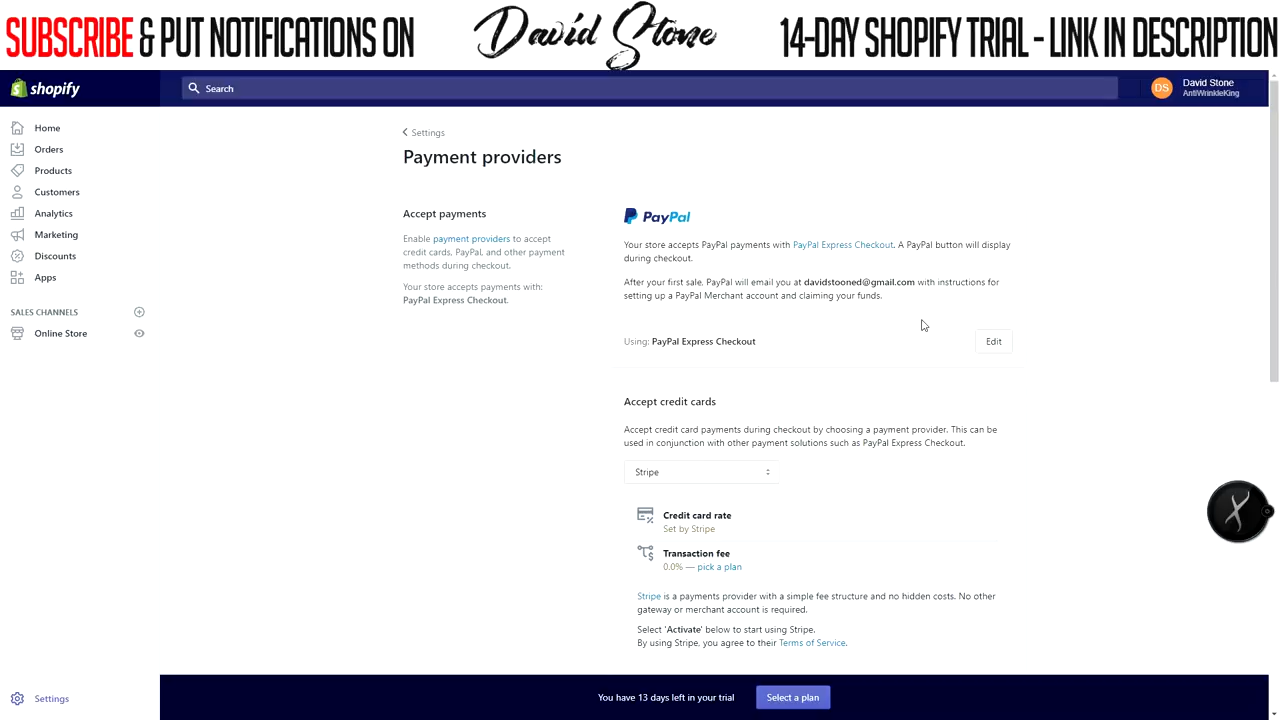 SUBSCRIBE & PUT NOTIFICATIONS ON
David Stone
14-DAY SHOPIFY TRIAL - LINK IN DESCRIPTION
shopify
Search
DS
David Stone
AntiWrinkleKing
Home
Orders
Products
Customers
Analytics
Marketing
Discounts
Apps
SALES CHANNELS
Online Store
Settings
Settings
Payment providers
Accept payments
Enable payment providers to accept
credit cards, PayPal, and other payment
methods during checkout.
Your store accepts payments with:
PayPal Express Checkout.
PayPal
Your store accepts PayPal payments with PayPal Express Checkout. A PayPal button will display
during checkout.
After your first sale, PayPal will email you at davidstooned@gmail.com with instructions for
setting up a PayPal Merchant account and claiming your funds.
Using: PayPal Express Checkout
Edit
Accept credit cards
Accept credit card payments during checkout by choosing a payment provider. This can be
used in conjunction with other payment solutions such as PayPal Express Checkout.
Stripe
Credit card rate
Set by Stripe
Transaction fee
0.0% — pick a plan
Stripe is a payments provider with a simple fee structure and no hidden costs. No other
gateway or merchant account is required.
Select 'Activate' below to start using Stripe.
By using Stripe, you agree to their Terms of Service.
You have 13 days left in your trial
Select a plan